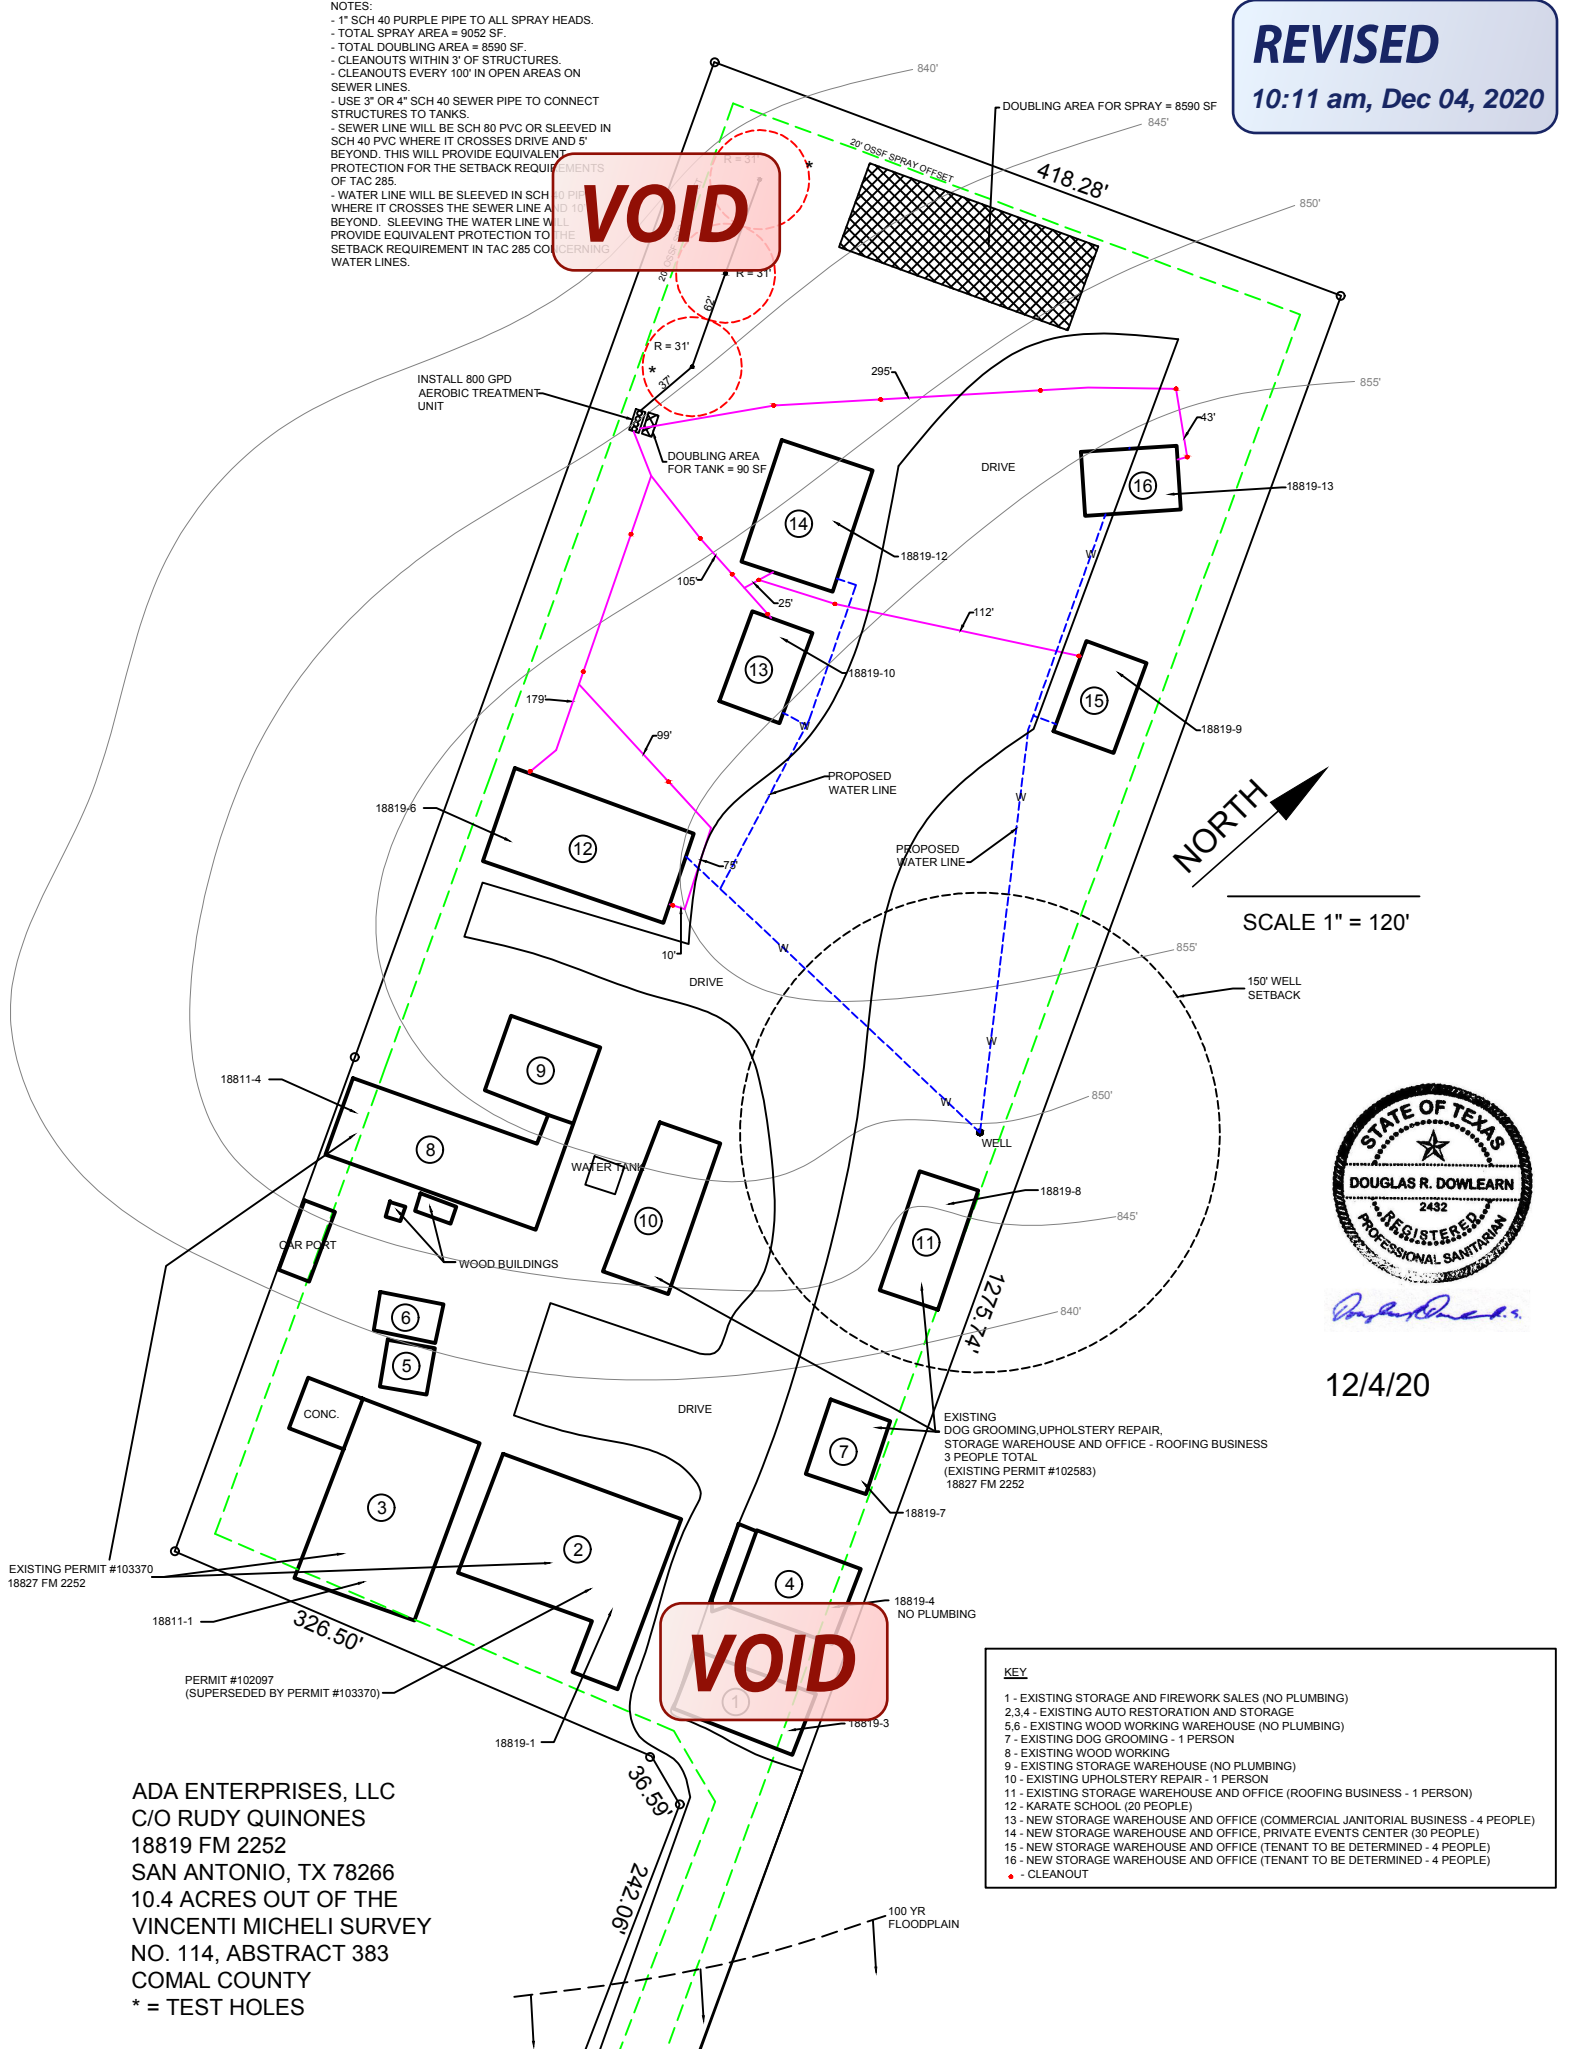 NOTES:
- 1" SCH 40 PURPLE PIPE TO ALL SPRAY HEADS.
- TOTAL SPRAY AREA = 9052 SF.
- TOTAL DOUBLING AREA = 8590 SF.
- CLEANOUTS WITHIN 3' OF STRUCTURES.
- CLEANOUTS EVERY 100' IN OPEN AREAS ON
SEWER LINES.
- USE 3" OR 4" SCH 40 SEWER PIPE TO CONNECT
STRUCTURES TO TANKS.
- SEWER LINE WILL BE SCH 80 PVC OR SLEEVED IN
SCH 40 PVC WHERE IT CROSSES DRIVE AND 5'
BEYOND. THIS WILL PROVIDE EQUIVALENT
PROTECTION FOR THE SETBACK REQUIREMENTS
OF TAC 285.
- WATER LINE WILL BE SLEEVED IN SCH 40 PIPE
WHERE IT CROSSES THE SEWER LINE AND 10'
BEYOND. SLEEVING THE WATER LINE WILL
PROVIDE EQUIVALENT PROTECTION TO THE
SETBACK REQUIREMENT IN TAC 285 CONCERNING
WATER LINES.
REVISED
10:11 am, Dec 04, 2020
VOID
840'
DOUBLING AREA FOR SPRAY = 8590 SF
845'
20' OSSF SPRAY OFFSET
418.28'
850'
R = 31'
*
20' OSSF
R = 31'
62'
R = 31'
*
37'
INSTALL 800 GPD
AEROBIC TREATMENT
UNIT
295'
855'
43'
DOUBLING AREA
FOR TANK = 90 SF
DRIVE
16
18819-13
14
18819-12
W
105'
25'
112'
13
18819-10
15
18819-9
179'
99'
W
PROPOSED
WATER LINE
W
NORTH
18819-6
12
75'
PROPOSED
WATER LINE
SCALE 1" = 120'
10'
W
855'
DRIVE
150' WELL
SETBACK
W
9
18811-4
W
850'
WELL
8
WATER TANK
10
18819-8
845'
11
CAR PORT
WOOD BUILDINGS
STATE OF TEXAS
DOUGLAS R. DOWLEARN
2432
REGISTERED
PROFESSIONAL SANITARIAN
12/4/20
1275.74'
840'
6
5
CONC.
DRIVE
EXISTING
DOG GROOMING,UPHOLSTERY REPAIR,
STORAGE WAREHOUSE AND OFFICE - ROOFING BUSINESS
3 PEOPLE TOTAL
(EXISTING PERMIT #102583)
18827 FM 2252
7
18819-7
3
2
EXISTING PERMIT #103370
18827 FM 2252
4
18819-4
NO PLUMBING
18811-1
326.50'
VOID
PERMIT #102097
(SUPERSEDED BY PERMIT #103370)
1
18819-3
18819-1
36.59'
KEY
1 - EXISTING STORAGE AND FIREWORK SALES (NO PLUMBING)
2,3,4 - EXISTING AUTO RESTORATION AND STORAGE
5,6 - EXISTING WOOD WORKING WAREHOUSE (NO PLUMBING)
7 - EXISTING DOG GROOMING - 1 PERSON
8 - EXISTING WOOD WORKING
9 - EXISTING STORAGE WAREHOUSE (NO PLUMBING)
10 - EXISTING UPHOLSTERY REPAIR - 1 PERSON
11 - EXISTING STORAGE WAREHOUSE AND OFFICE (ROOFING BUSINESS - 1 PERSON)
12 - KARATE SCHOOL (20 PEOPLE)
13 - NEW STORAGE WAREHOUSE AND OFFICE (COMMERCIAL JANITORIAL BUSINESS - 4 PEOPLE)
14 - NEW STORAGE WAREHOUSE AND OFFICE, PRIVATE EVENTS CENTER (30 PEOPLE)
15 - NEW STORAGE WAREHOUSE AND OFFICE (TENANT TO BE DETERMINED - 4 PEOPLE)
16 - NEW STORAGE WAREHOUSE AND OFFICE (TENANT TO BE DETERMINED - 4 PEOPLE)
- CLEANOUT
ADA ENTERPRISES, LLC
C/O RUDY QUINONES
18819 FM 2252
SAN ANTONIO, TX 78266
10.4 ACRES OUT OF THE
VINCENTI MICHELI SURVEY
NO. 114, ABSTRACT 383
COMAL COUNTY
* = TEST HOLES
242.06'
100 YR
FLOODPLAIN